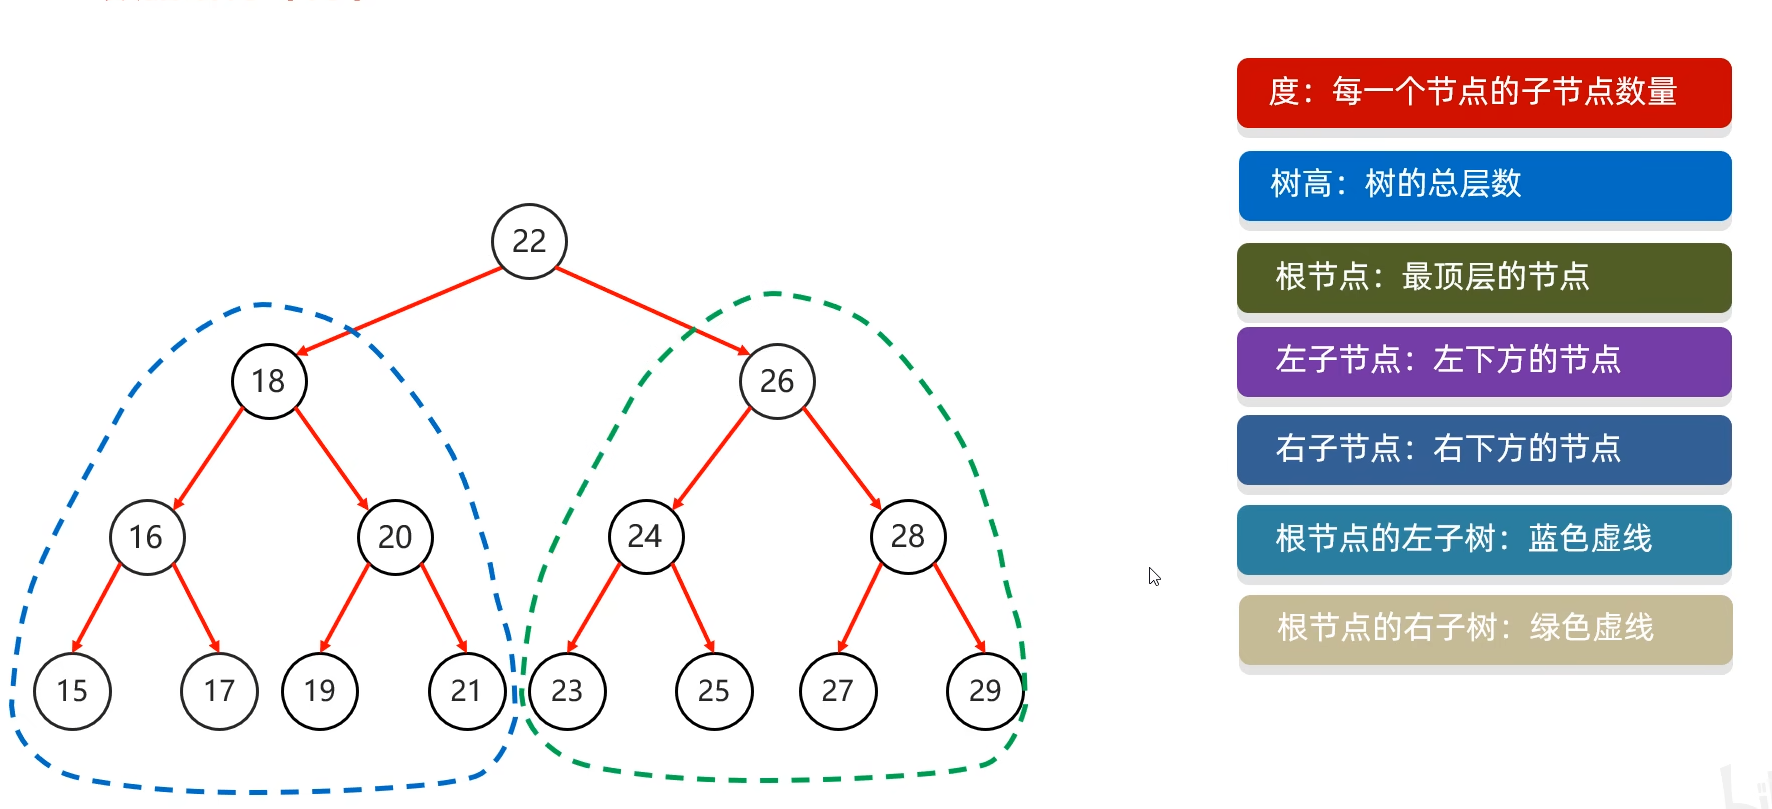 度：每一个节点的子节点数量
树高：树的总层数
22
根节点：最顶层的节点
左子节点：左下方的节点
18
26
右子节点：右下方的节点
16
20
24
28
根节点的左子树：蓝色虚线
根节点的右子树：绿色虚线
15
17
19
21
23
25
27
29